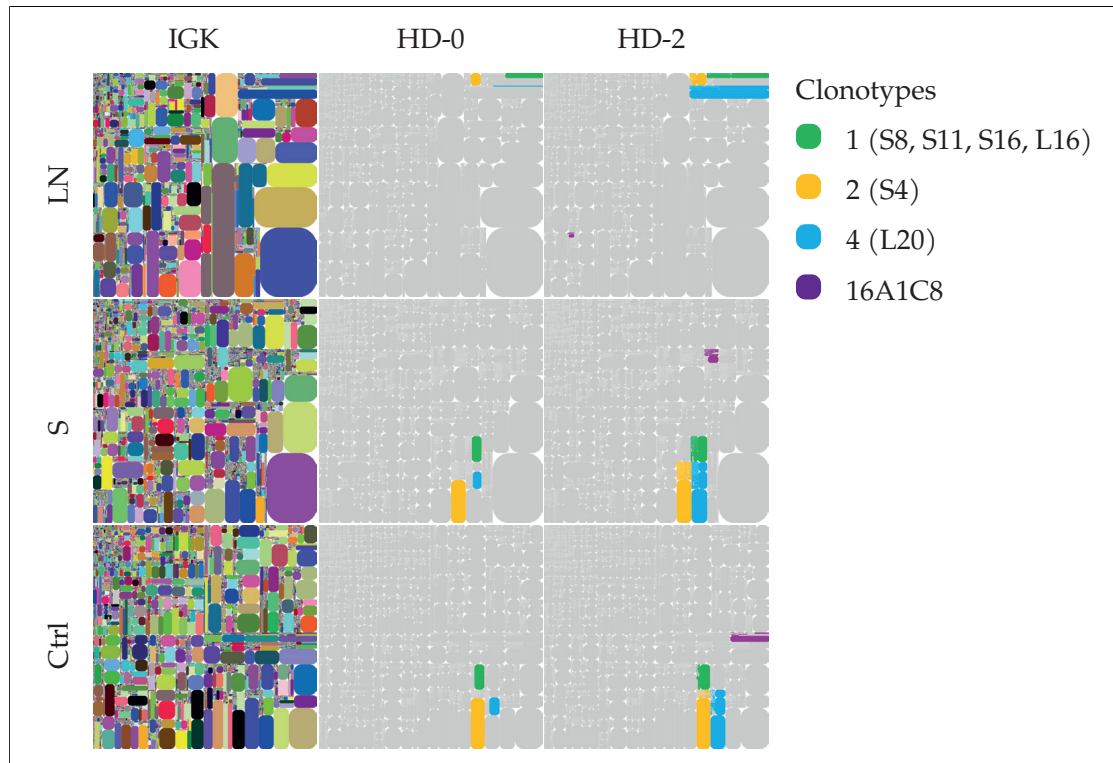 IGK HD-0 HD-2
LN
S
Ctrl
Clonotypes
1 (S8, S11, S16, L16)
2 (S4)
4 (L20)
16A1C8